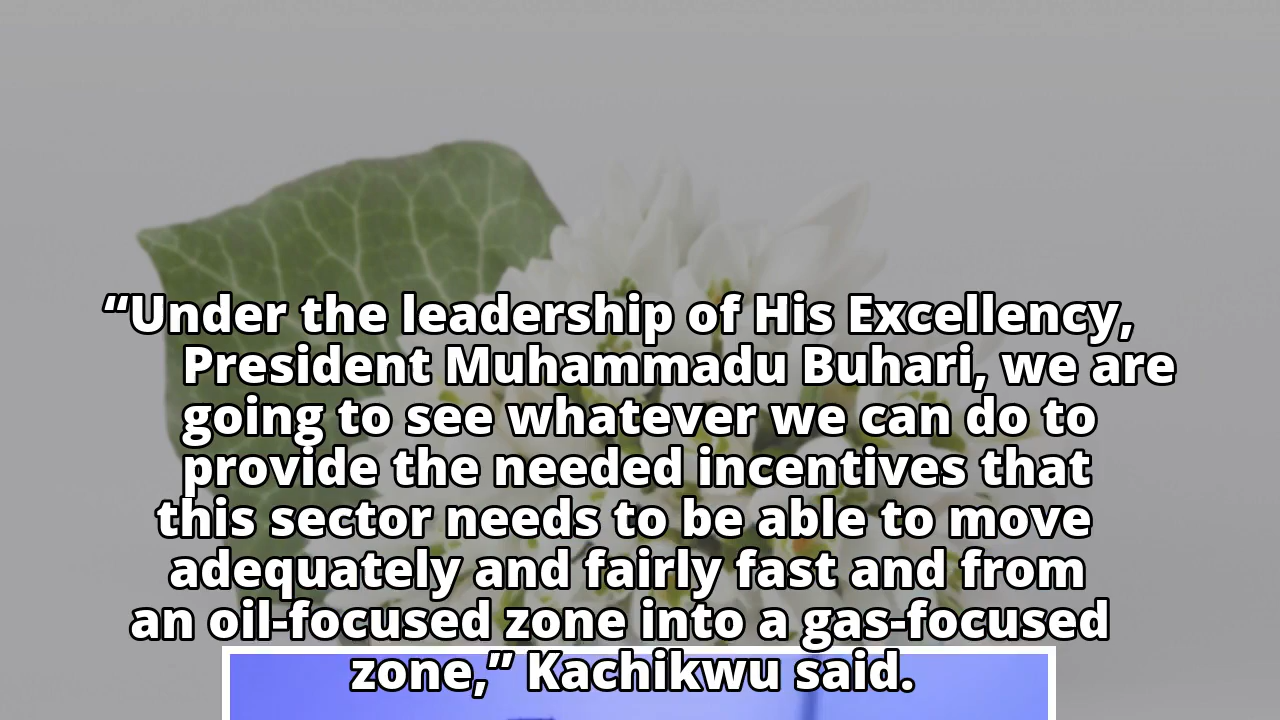 “Under the leadership of His Excellency,
President Muhammadu Buhari, we are
going to see whatever we can do to
provide the needed incentives that
this sector needs to be able to move
adequately and fairly fast and from
an oil-focused zone into a gas-focused
zone,” Kachikwu said.